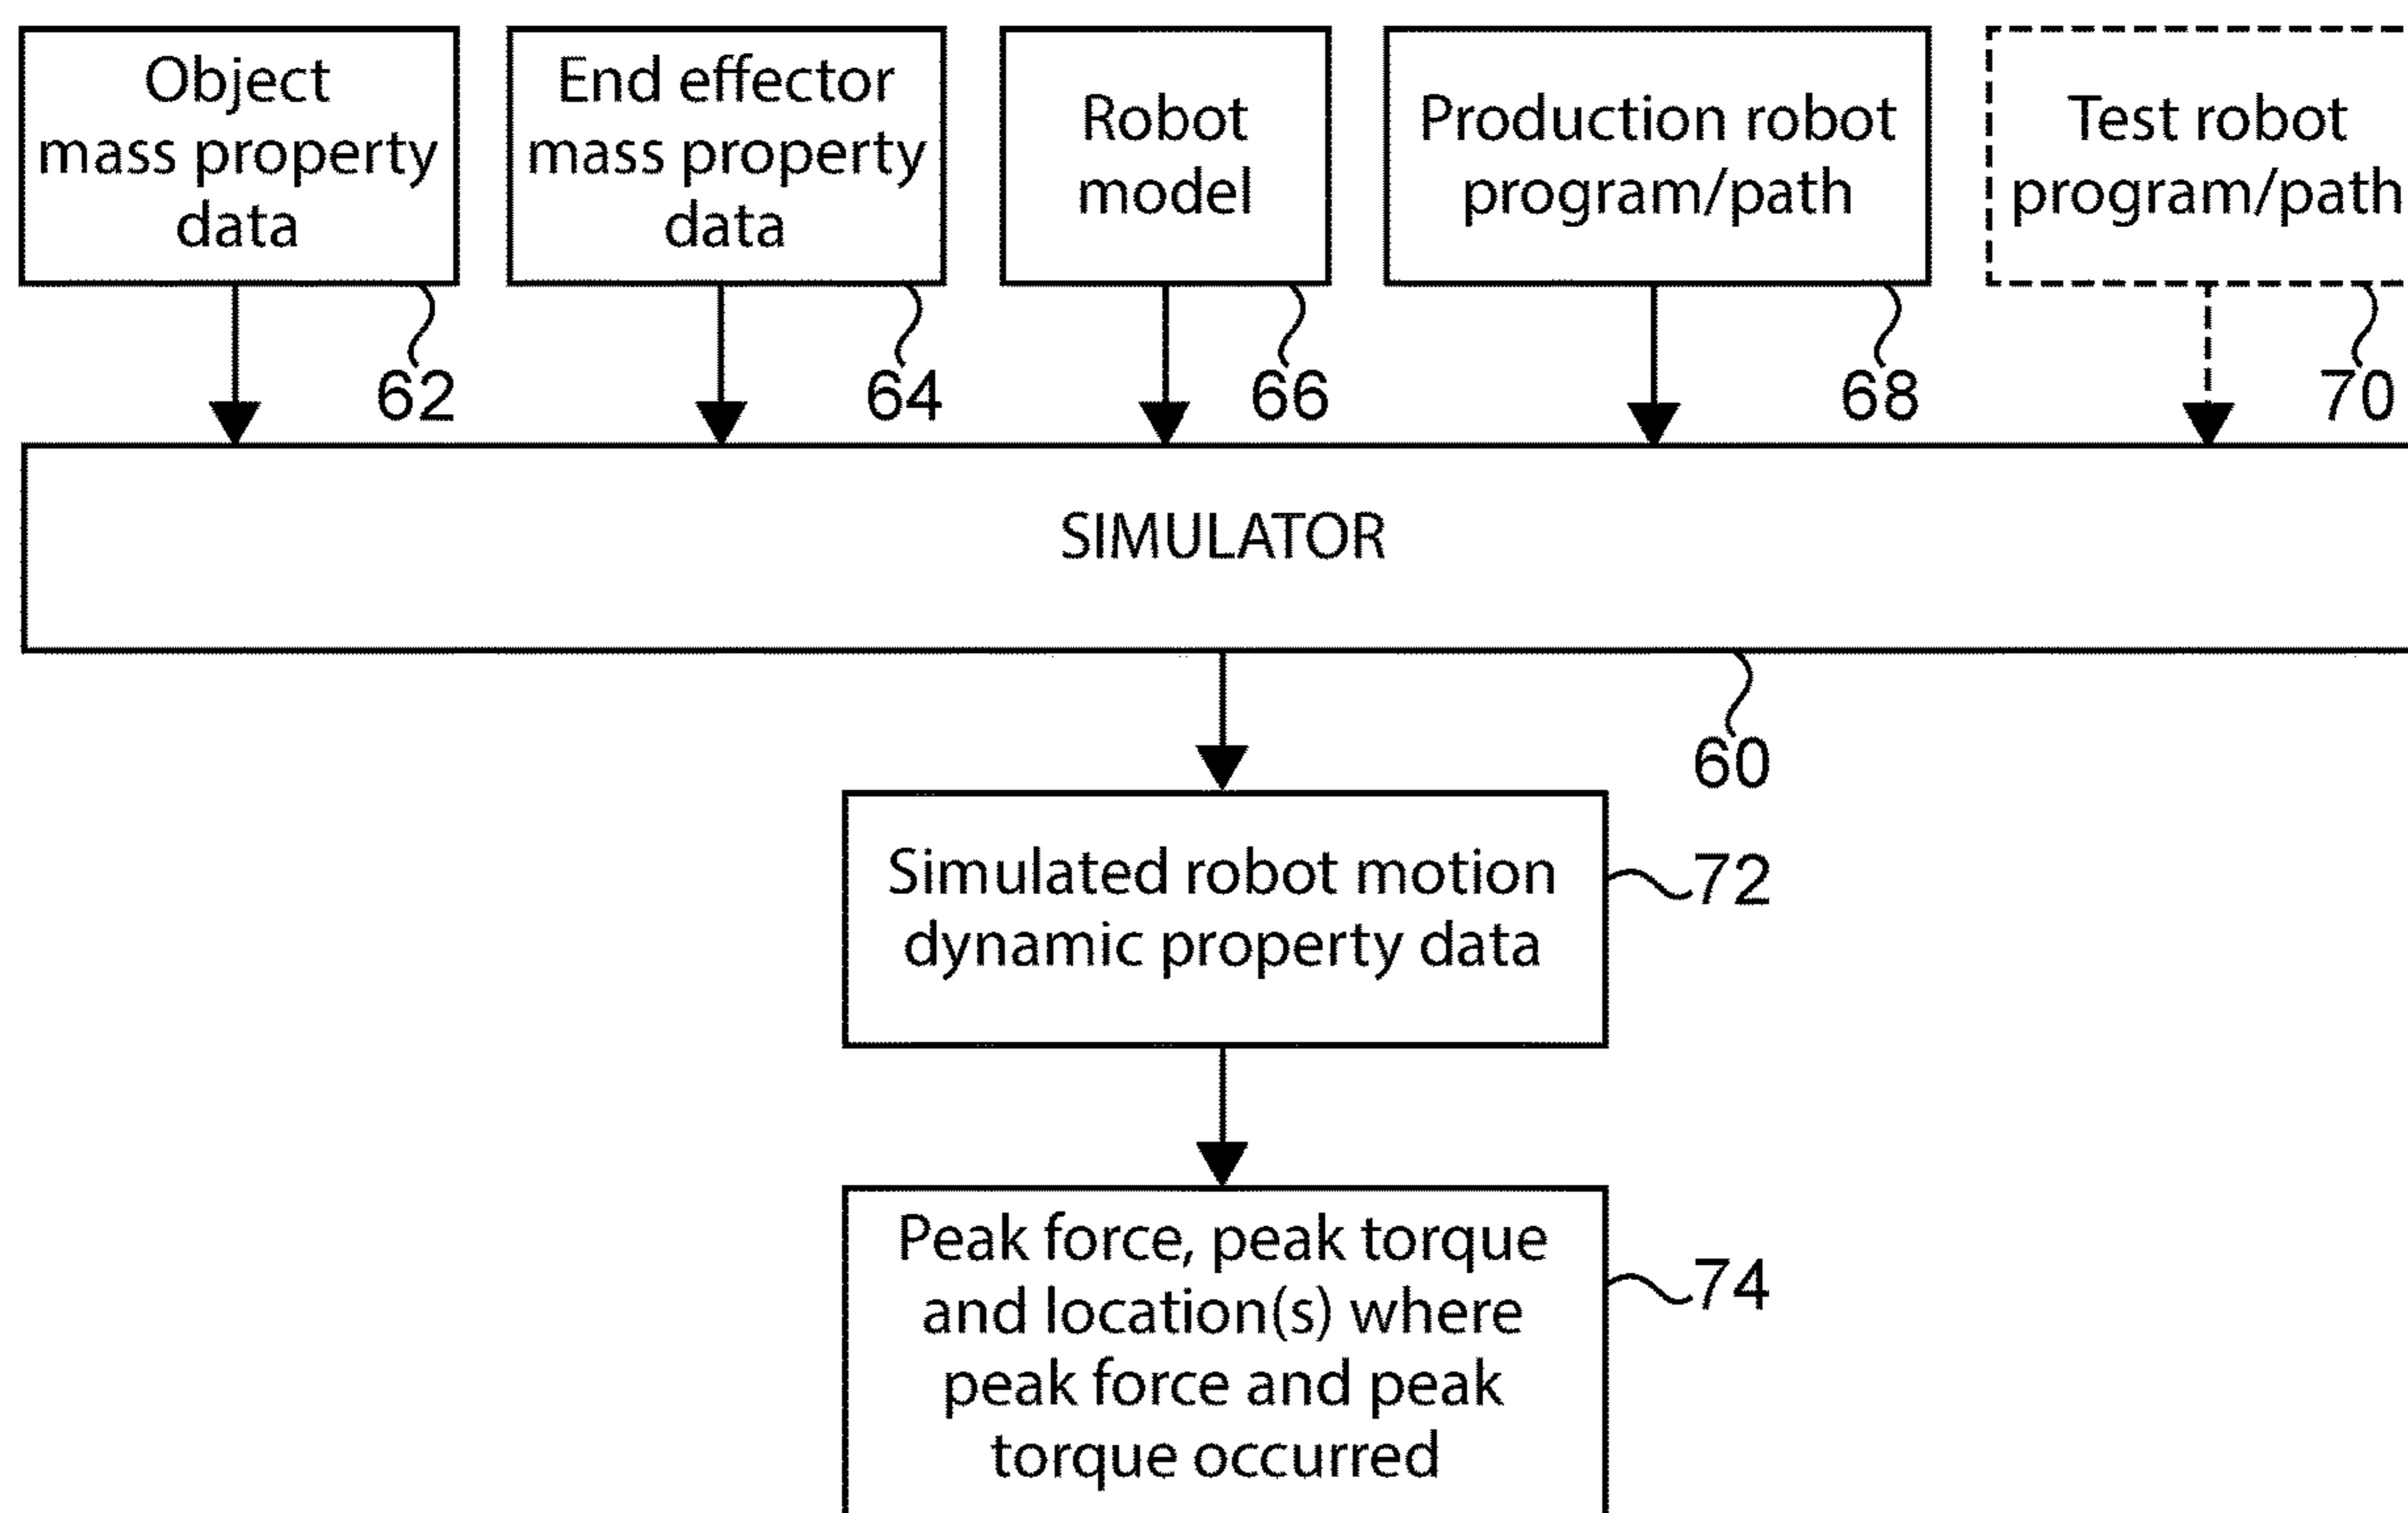 Object
mass property
data
End effector
mass property
data
Robot
model
Production robot
program/path
Test robot
program/path
62
64
66
68
70
SIMULATOR
60
Simulated robot motion
dynamic property data
72
Peak force, peak torque
and location(s) where
peak force and peak
torque occurred
74